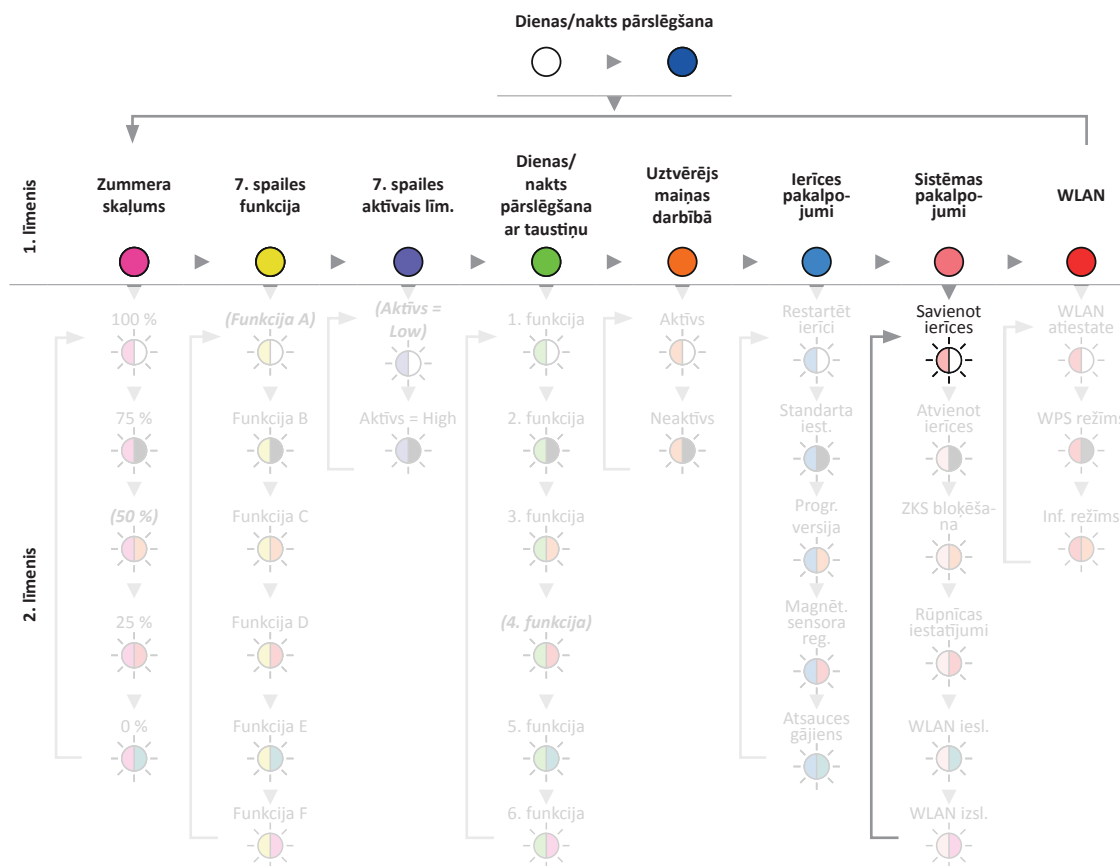 Dienas/nakts pārslēgšana
1. līmenis
Zummera
skaļums
7. spailes
funkcija
7. spailes
aktīvais līm.
Dienas/
nakts
pārslēgšana
ar taustiņu
Uztvērējs
maiņas
darbībā
Ierīces
pakalpo-
jumi
Sistēmas
pakalpo-
jumi
WLAN
2. līmenis
100 %
75 %
(50 %)
25 %
0 %
(Funkcija A)
Funkcija B
Funkcija C
Funkcija D
Funkcija E
Funkcija F
(Aktīvs =
Low)
Aktīvs = High
1. funkcija
2. funkcija
3. funkcija
(4. funkcija)
5. funkcija
6. funkcija
Aktīvs
Neaktīvs
Restartēt
ierīci
Standarta
iest.
Progr.
versija
Magnēt.
sensora
reg.
Atsauces
gājiens
Savienot
ierīces
Atvienot
ierīces
ZKS bloķēša-
na
Rūpnīcas
iestatījumi
WLAN iesl.
WLAN izsl.
WLAN
atiestate
WPS režīms
Inf. režīms